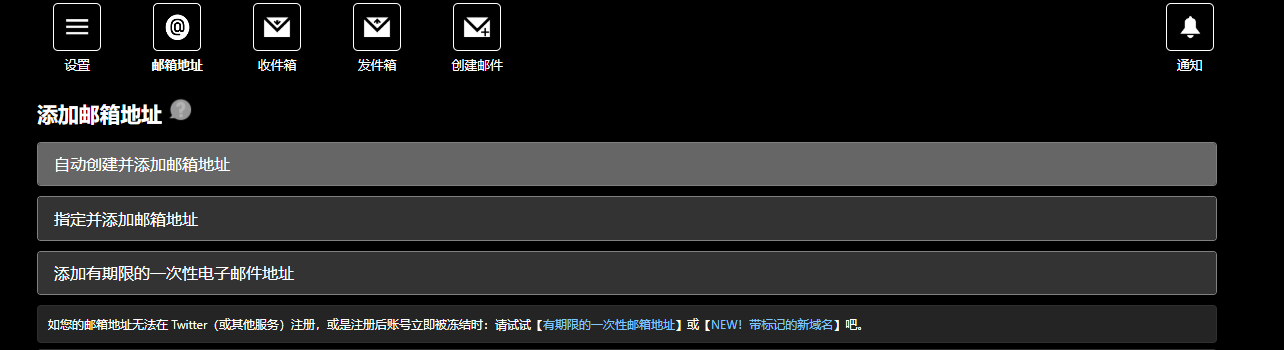 设置 邮箱地址 收件箱 发件箱 创建邮件 通知
添加邮箱地址
自动创建并添加邮箱地址
指定并添加邮箱地址
添加有期限的一次性电子邮件地址
如您的邮箱地址无法在 Twitter（或其他服务）注册，或是注册后账号立即被冻结时：请试试【有期限的一次性邮箱地址】或【NEW！带标记的新域名】吧。